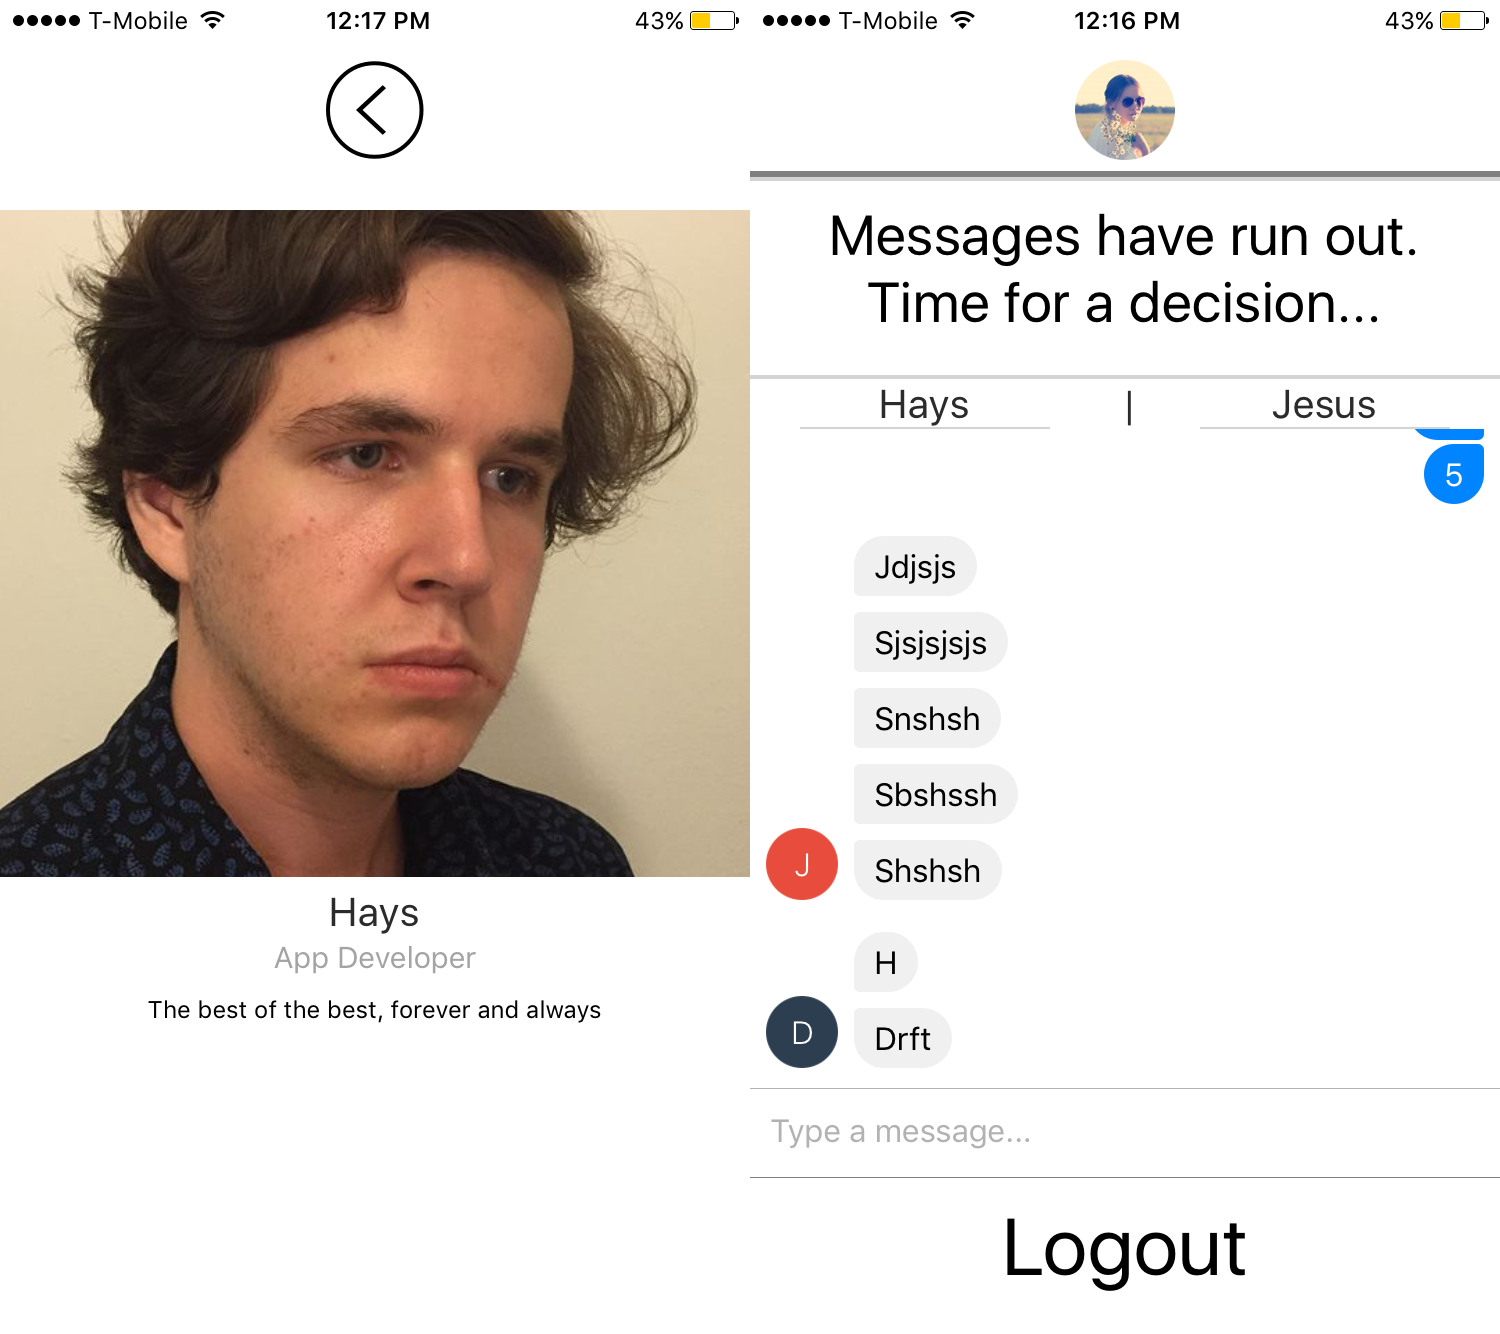 T-Mobile 12:17 PM 43%
Hays
App Developer
The best of the best, forever and always
T-Mobile 12:16 PM 43%
Messages have run out.
Time for a decision...
Hays | Jesus
5
Jdjsjs
Sjsjsjsjs
Snshsh
Sbshssh
J Shshsh
H
D Drft
Type a message...
Logout